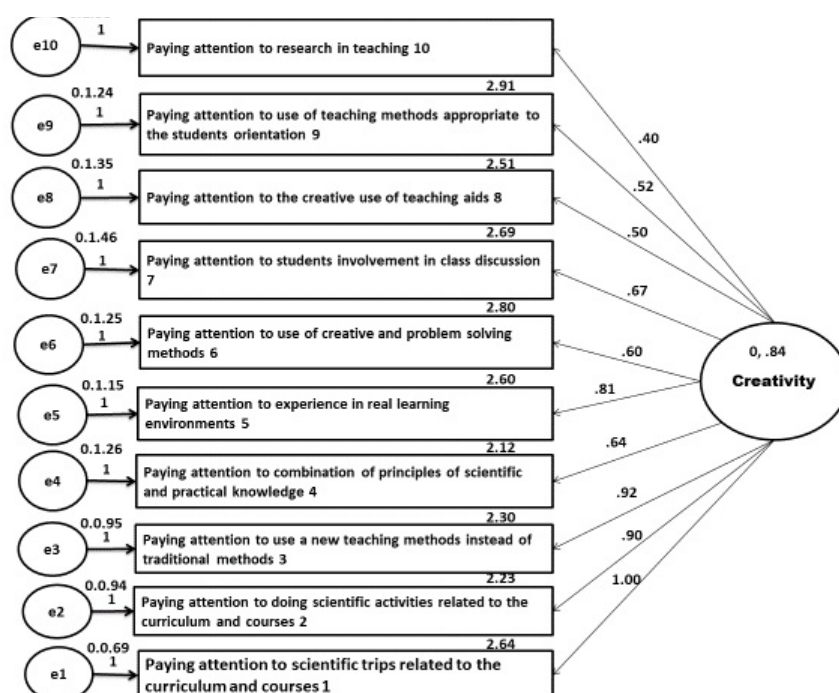 e10
1
Paying attention to research in teaching 10
0.1.24
2.91
e9
1
Paying attention to use of teaching methods appropriate to
the students orientation 9
.40
0.1.35
2.51
e8
1
Paying attention to the creative use of teaching aids 8
.52
0.1.46
2.69
.50
e7
1
Paying attention to students involvement in class discussion
7
.67
0.1.25
2.80
e6
1
Paying attention to use of creative and problem solving
methods 6
.60
0, .84
Creativity
0.1.15
2.60
.81
e5
1
Paying attention to experience in real learning
environments 5
0.1.26
2.12
.64
e4
1
Paying attention to combination of principles of scientific
and practical knowledge 4
.92
0.0.95
2.30
e3
1
Paying attention to use a new teaching methods instead of
traditional methods 3
.90
0.0.94
2.23
1.00
e2
1
Paying attention to doing scientific activities related to the
curriculum and courses 2
0.0.69
2.64
e1
1
Paying attention to scientific trips related to the
curriculum and courses 1